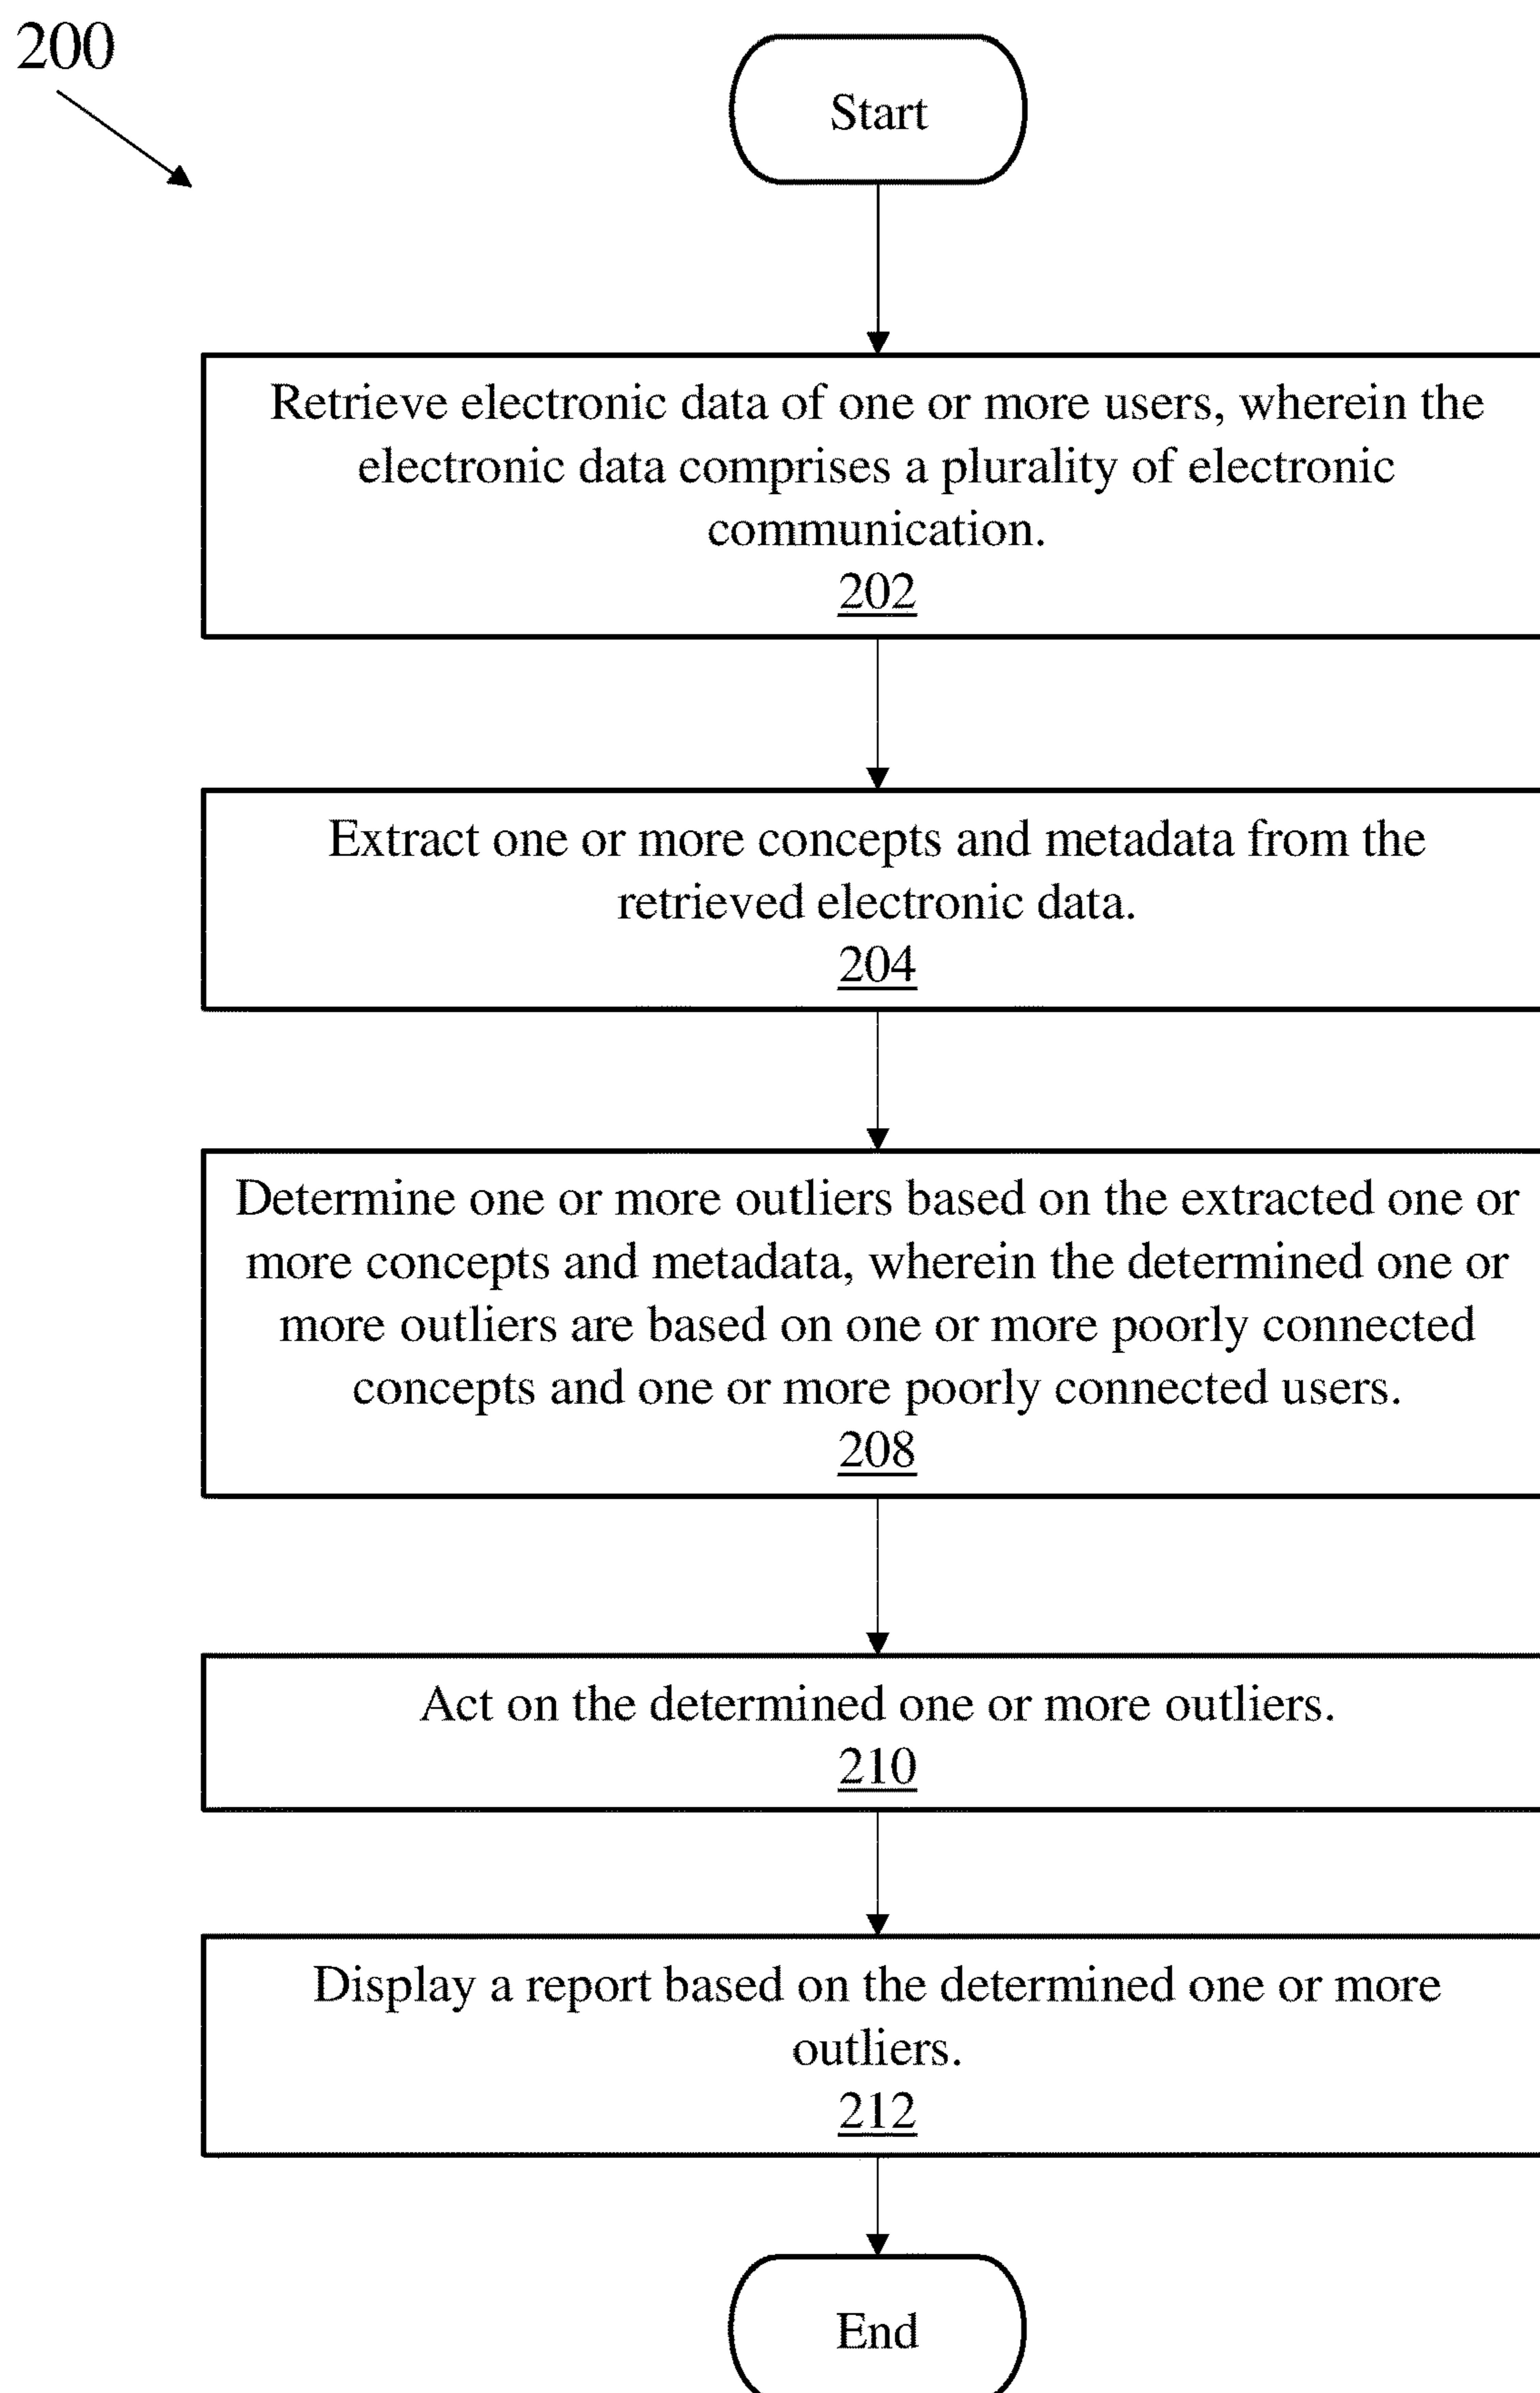 200
Start
Retrieve electronic data of one or more users, wherein the
electronic data comprises a plurality of electronic
communication.
202
Extract one or more concepts and metadata from the
retrieved electronic data.
204
Determine one or more outliers based on the extracted one or
more concepts and metadata, wherein the determined one or
more outliers are based on one or more poorly connected
concepts and one or more poorly connected users.
208
Act on the determined one or more outliers.
210
Display a report based on the determined one or more
outliers.
212
End